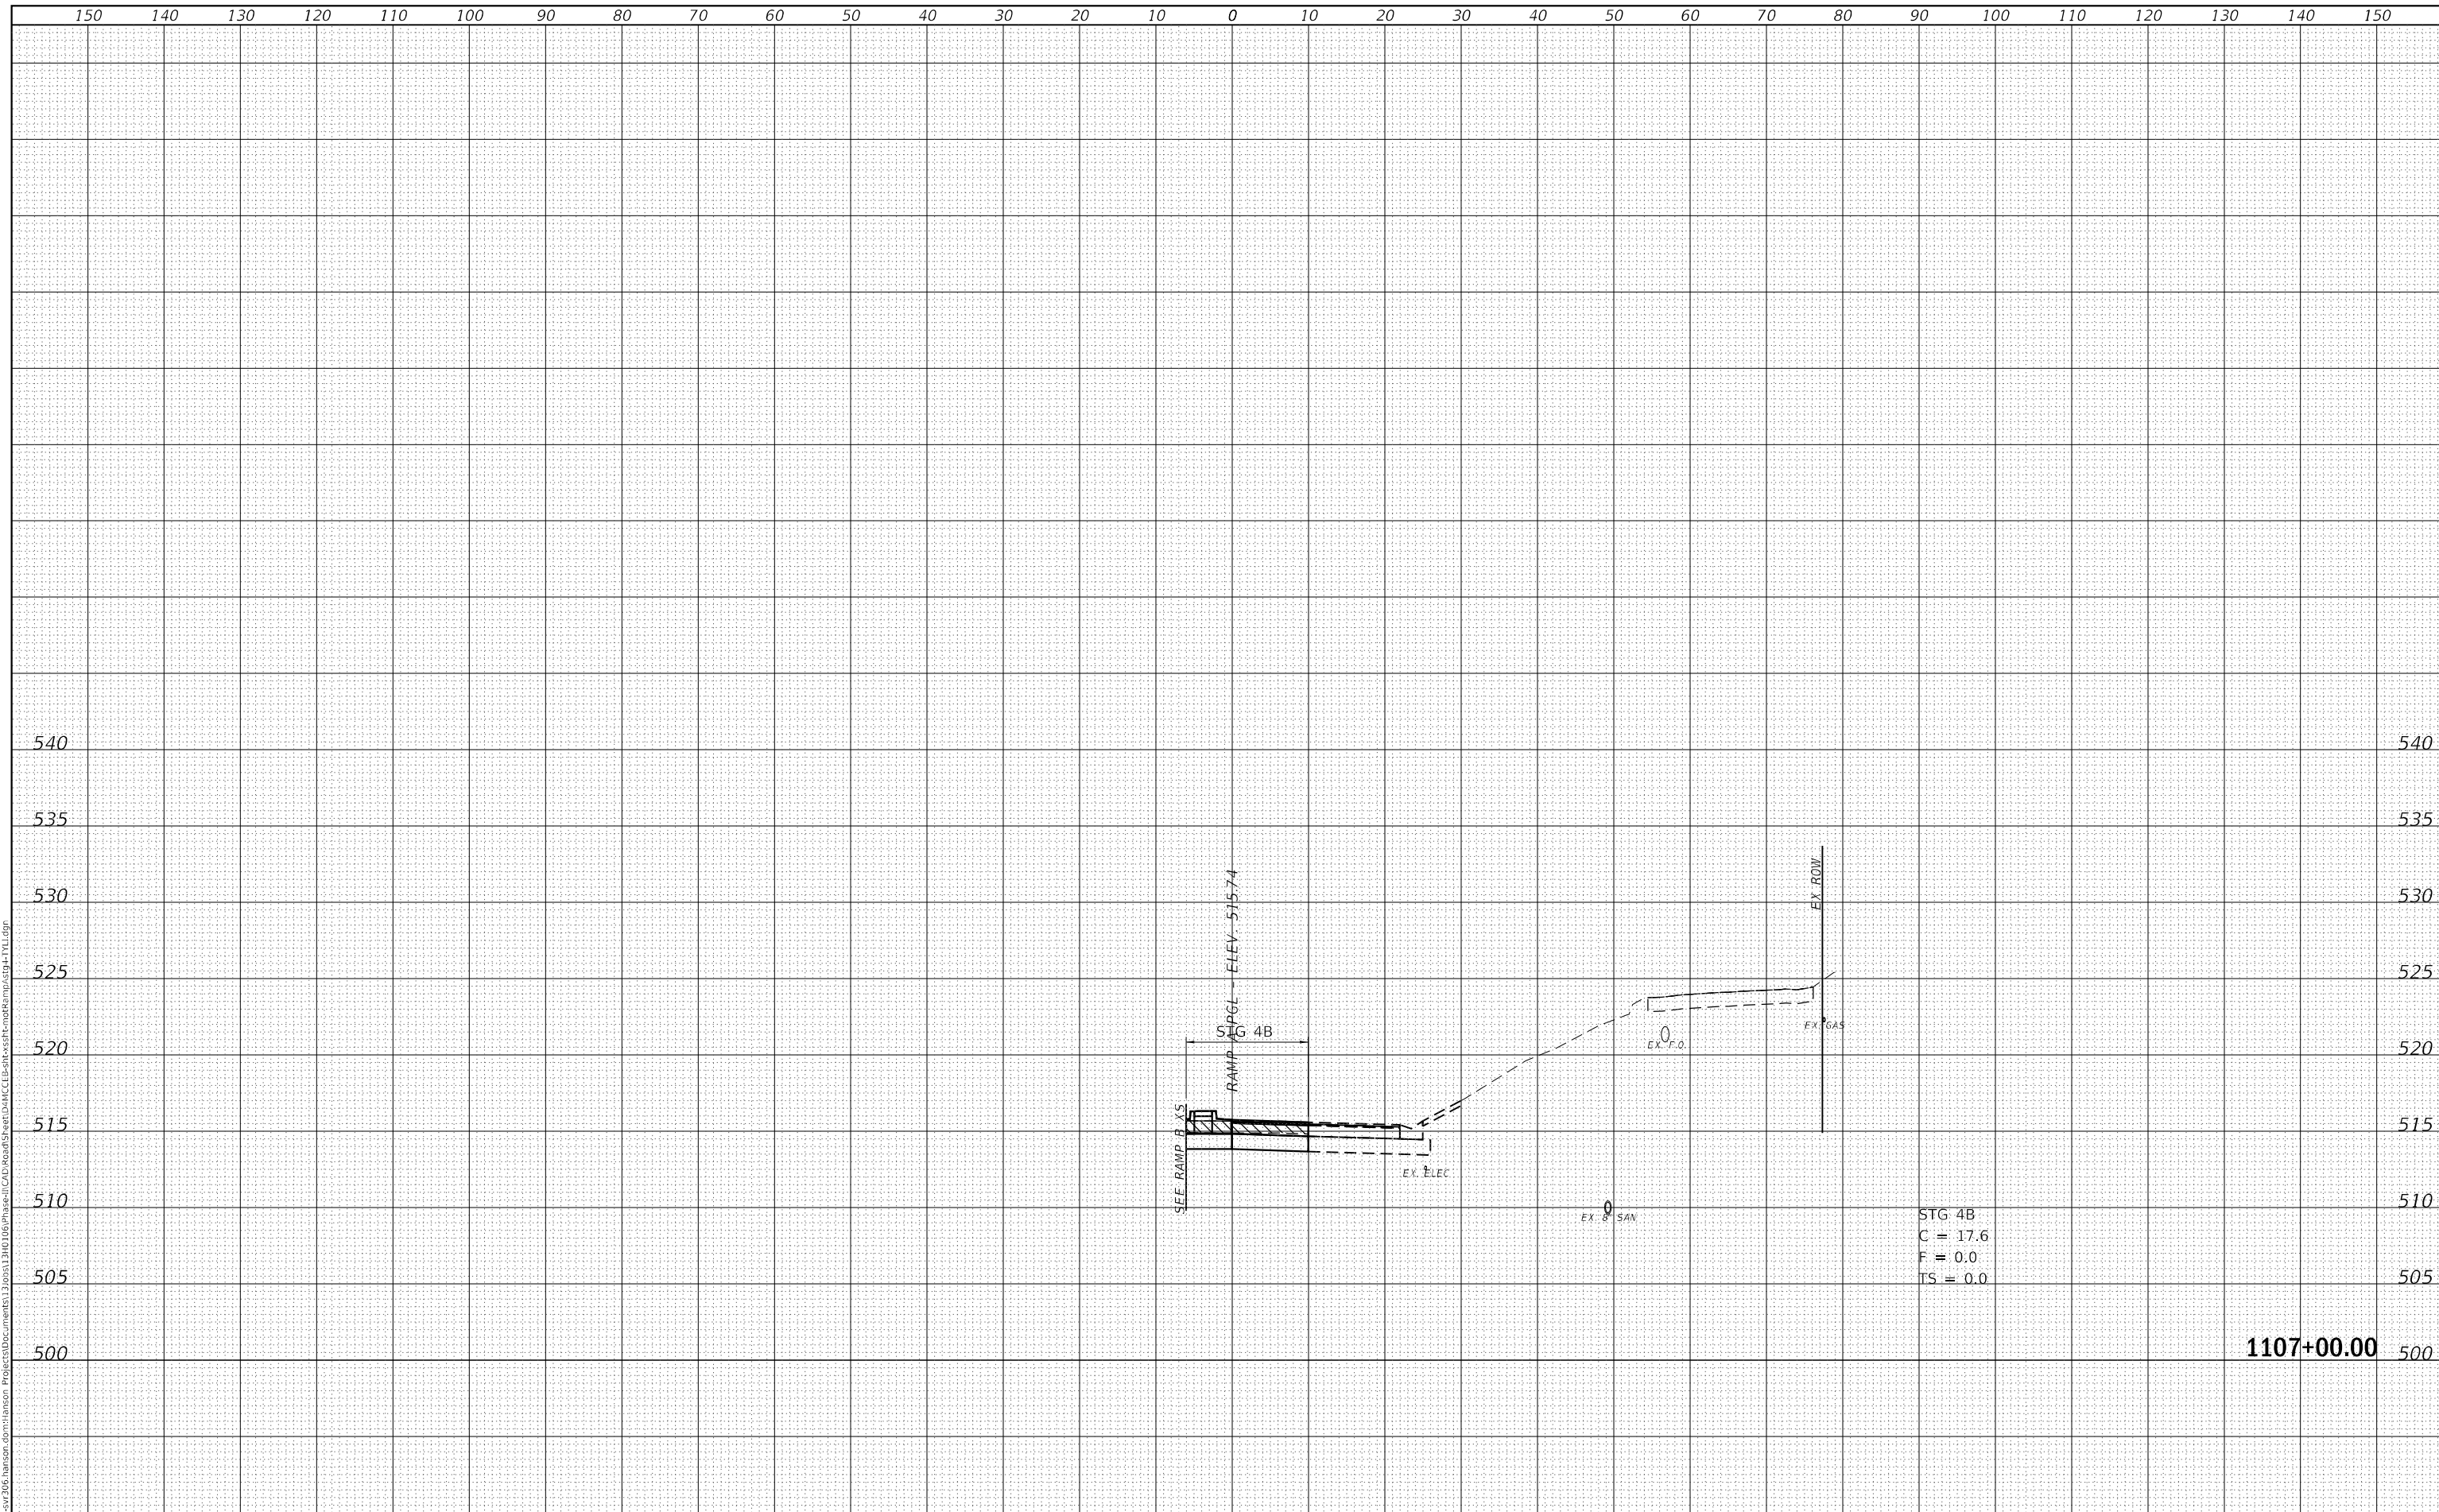 150 140 130 120 110 100 90 80 70 60 50 40 30 20 10 0 10 20 30 40 50 60 70 80 90 100 110 120 130 140 150
540 540
535 535
530 530
525 525
520 520
515
510 510
505 505
500 500
515
RAMP A PGL - ELEV. 515.74
STG 4B
SEE RAMP B XS
EX ROW
EX. GAS
EX. F.O.
EX. ELEC
EX. 8" SAN
STG 4B
C = 17.6
F = 0.0
TS = 0.0
1107+00.00